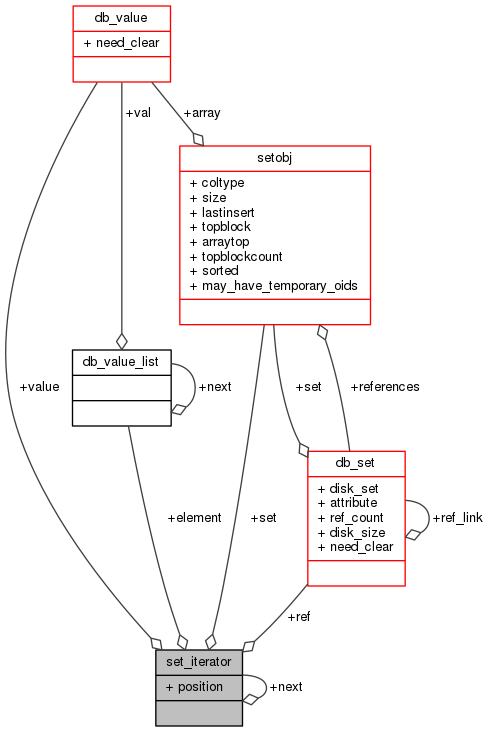 db_value
+ need_clear
+val
+array
setobj
+ coltype
+ size
+ lastinsert
+ topblock
+ arraytop
+ topblockcount
+ sorted
+ may_have_temporary_oids
db_value_list
+next
+value
+set
+references
db_set
+ disk_set
+ attribute
+ ref_count
+ disk_size
+ need_clear
+ref_link
+element
+set
+ref
set_iterator
+ position
+next